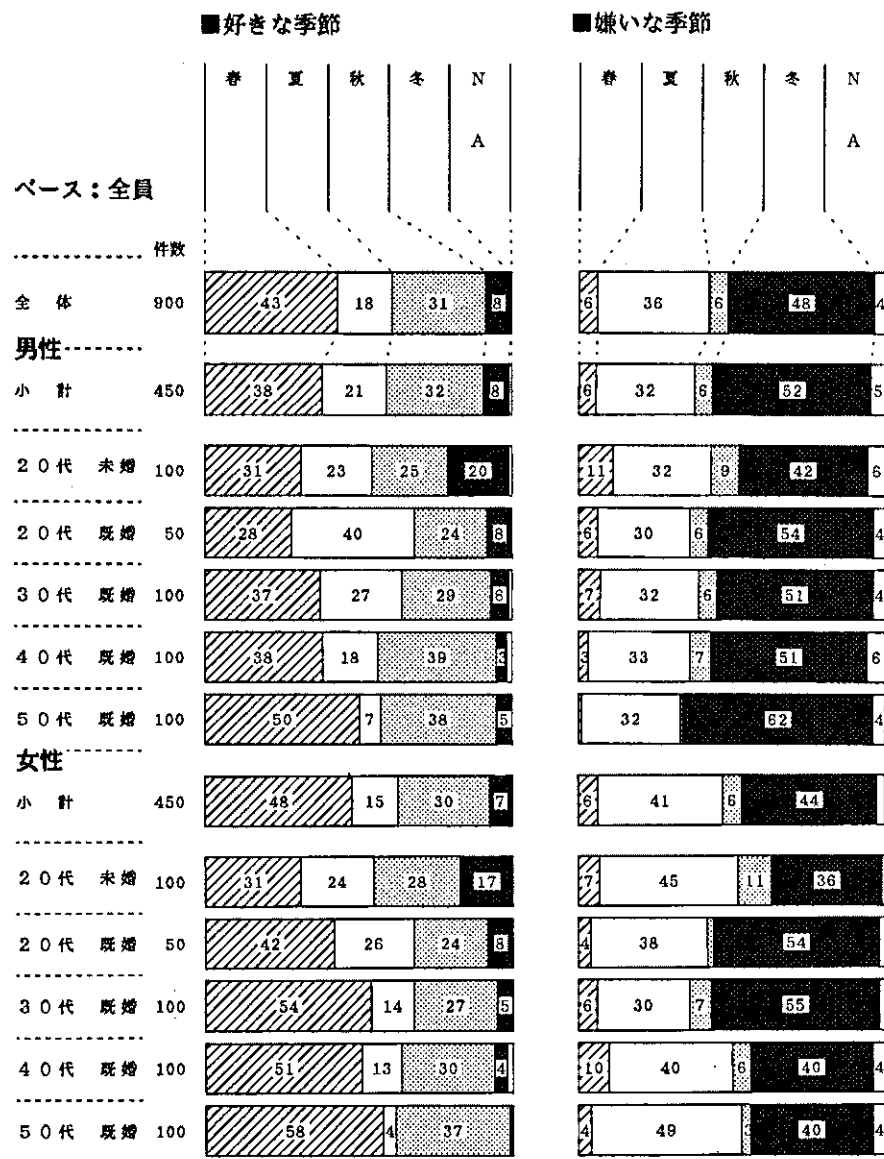 ■好きな季節 ■嫌いな季節
春 夏 秋 冬 NA 春 夏 秋 冬 NA
ベース：全員
件数
全体 900 43 18 31 8 6 36 6 48 4
男性
小計 450 38 21 32 8 6 32 6 52 5
20代 未婚 100 31 23 25 20 11 32 9 42 6
20代 既婚 50 28 40 24 8 6 30 6 54 4
30代 既婚 100 37 27 29 6 7 32 6 51 4
40代 既婚 100 38 18 39 3 3 33 7 51 6
50代 既婚 100 50 7 38 5 32 62 4
女性
小計 450 48 15 30 7 6 41 6 44
20代 未婚 100 31 24 28 17 7 45 11 36
20代 既婚 50 42 26 24 8 4 38 54
30代 既婚 100 54 14 27 5 6 30 7 55
40代 既婚 100 51 13 30 4 10 40 6 40 4
50代 既婚 100 58 4 37 4 49 3 40 4